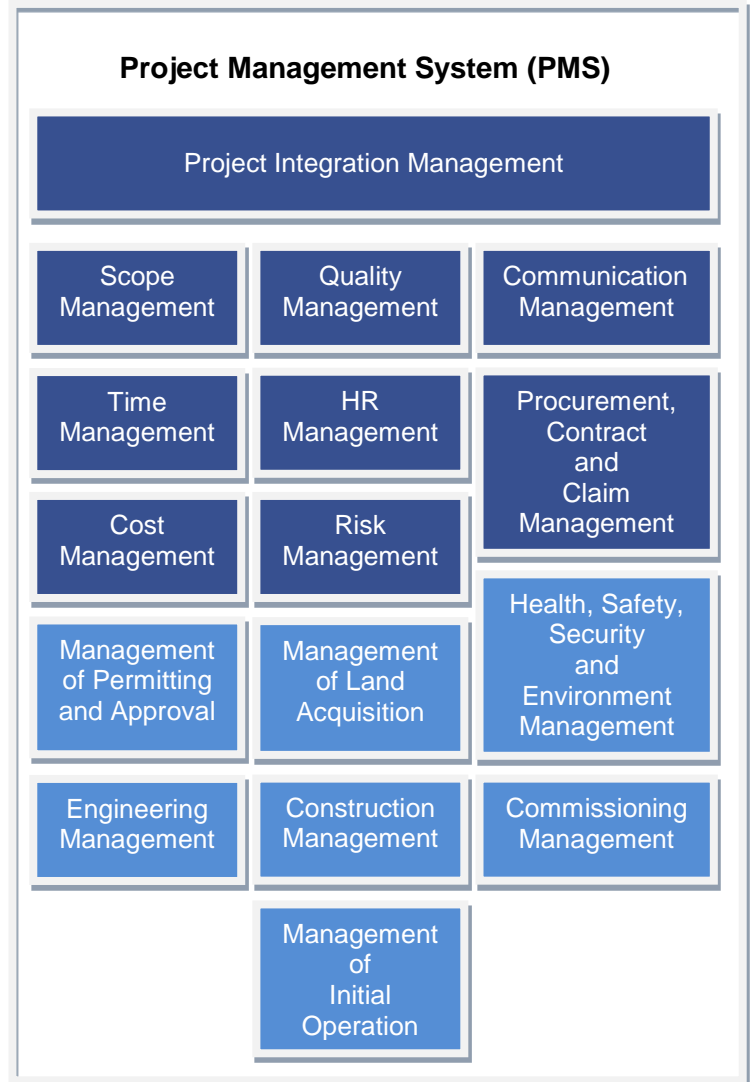 Project Management System (PMS)
Project Integration Management
Scope
Management
Quality
Management
Communication
Management
Time
Management
HR
Management
Procurement,
Contract
and
Claim
Management
Cost
Management
Risk
Management
Management
of Permitting
and Approval
Management
of Land
Acquisition
Health, Safety,
Security
and
Environment
Management
Engineering
Management
Construction
Management
Commissioning
Management
Management
of
Initial
Operation